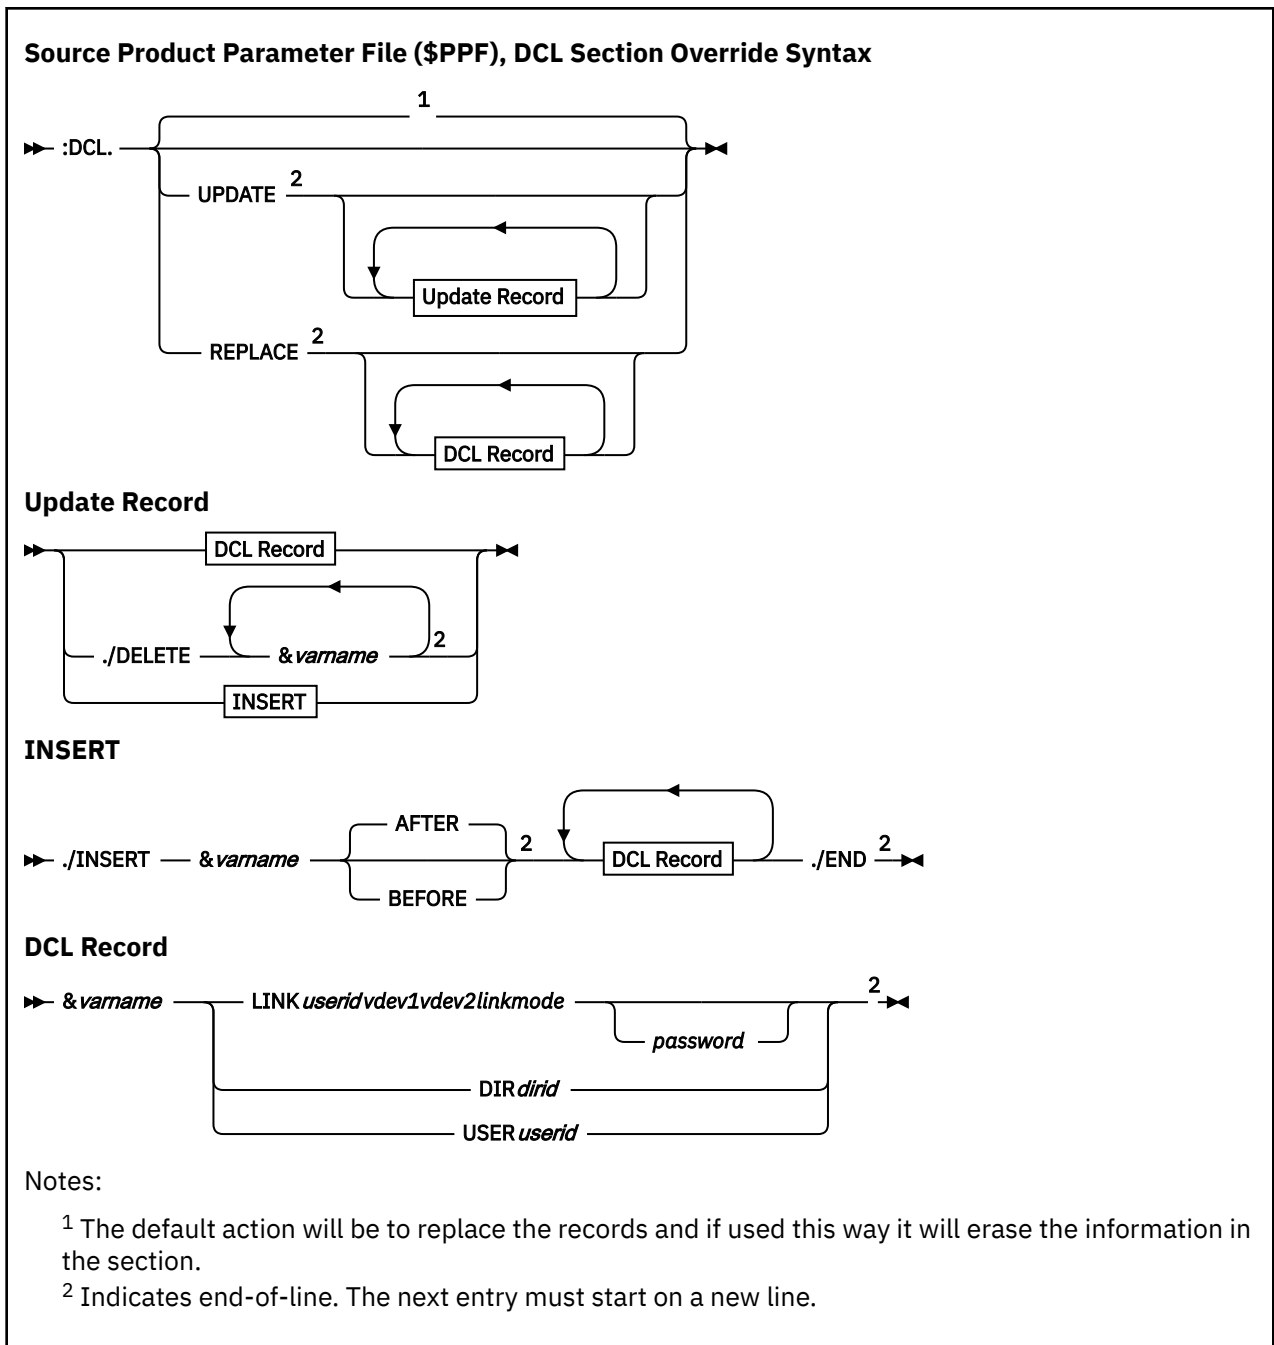 Source Product Parameter File ($PPF), DCL Section Override Syntax
1
:DCL.
UPDATE 2
Update Record
REPLACE 2
DCL Record
Update Record
DCL Record
./DELETE &varname 2
INSERT
INSERT
AFTER
./INSERT &varname 2 DCL Record ./END 2
BEFORE
DCL Record
&varname LINK userid vdev1 vdev2 linkmode 2
password
DIR dirid
USER userid
Notes:
1 The default action will be to replace the records and if used this way it will erase the information in
the section.
2 Indicates end-of-line. The next entry must start on a new line.